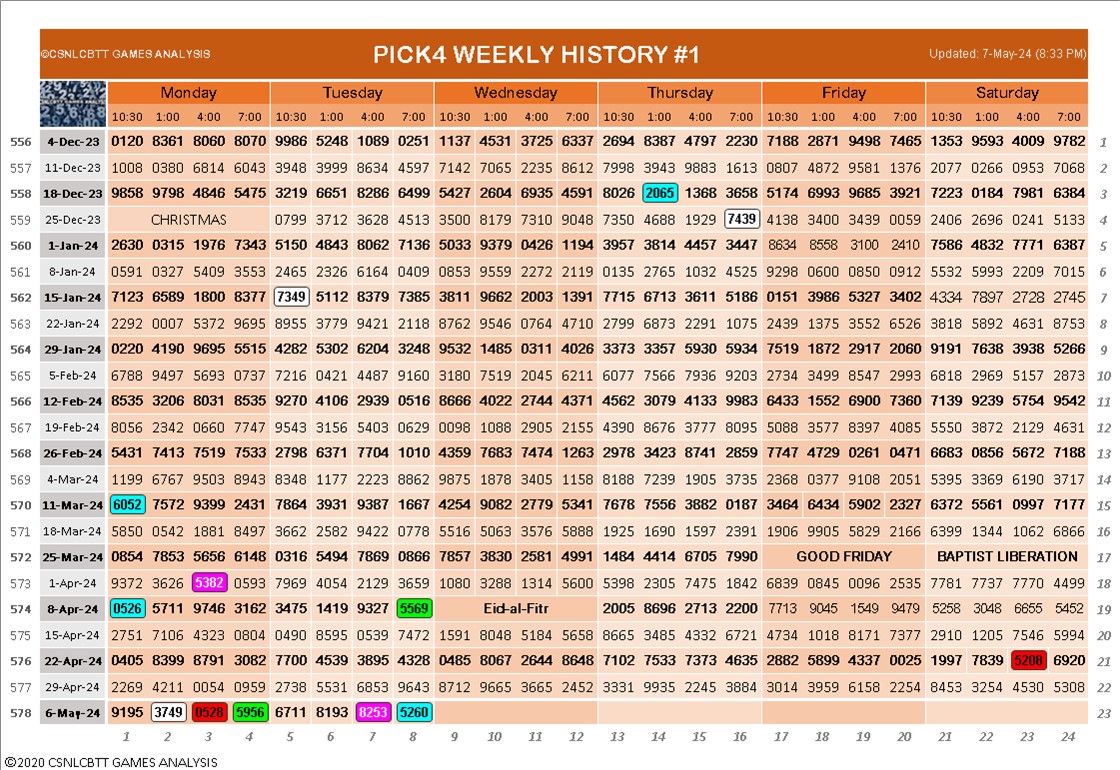 ©CSNLCBTT GAMES ANALYSIS PICK4 WEEKLY HISTORY #1 Updated: 7-May-24 (8:33 PM)
Monday Tuesday Wednesday Thursday Friday Saturday
10:30 1:00 4:00 7:00 10:30 1:00 4:00 7:00 10:30 1:00 4:00 7:00 10:30 1:00 4:00 7:00 10:30 1:00 4:00 7:00 10:30 1:00 4:00 7:00
556 4-Dec-23 0120 8361 8060 8070 9986 5248 1089 0251 1137 4531 3725 6337 2694 8387 4797 2230 7188 2871 9498 7465 1353 9593 4009 9782 1
557 11-Dec-23 1008 0380 6814 6043 3948 3999 8634 4597 7142 7065 2235 8612 7998 3943 9883 1613 0807 4872 9581 1376 2077 0266 0953 7068 2
558 18-Dec-23 9858 9798 4846 5475 3219 6651 8286 6499 5427 2604 6935 4591 8026 2065 1368 3658 5174 6993 9685 3921 7223 0184 7981 6384 3
559 25-Dec-23 CHRISTMAS 0799 3712 3628 4513 3500 8179 7310 9048 7350 4688 1929 7439 4138 3400 3439 0059 2406 2696 0241 5133 4
560 1-Jan-24 2630 0315 1976 7343 5150 4843 8062 7136 5033 9379 0426 1194 3957 3814 4457 3447 8634 8558 3100 2410 7586 4832 7771 6387 5
561 8-Jan-24 0591 0327 5409 3553 2465 2326 6164 0409 0853 9559 2272 2119 0135 2765 1032 4525 9298 0600 0850 0912 5532 5993 2209 7015 6
562 15-Jan-24 7123 6589 1800 8377 7349 5112 8379 7385 3811 9662 2003 1391 7715 6713 3611 5186 0151 3986 5327 3402 4334 7897 2728 2745 7
563 22-Jan-24 2292 0007 5372 9695 8955 3779 9421 2118 8762 9546 0764 4710 2799 6873 2291 1075 2439 1375 3552 6526 3818 5892 4631 8753 8
564 29-Jan-24 0220 4190 9695 5515 4282 5302 6204 3248 9532 1485 0311 4026 3373 3357 5930 5934 7519 1872 2917 2060 9191 7638 3938 5266 9
565 5-Feb-24 6788 9497 5693 0737 7216 0421 4487 9160 3180 7519 2045 6211 6077 7566 7936 9203 2734 3499 8547 2993 6818 2969 5157 2873 10
566 12-Feb-24 8535 3206 8031 8535 9270 4106 2939 0516 8666 4022 2744 4371 4562 3079 4133 9983 6433 1552 6900 7360 7139 9239 5754 9542 11
567 19-Feb-24 8056 2342 0660 7747 9543 3156 5403 0629 0098 1088 2905 2155 4390 8676 3777 8095 5088 3577 8397 4085 5550 3872 2129 4631 12
568 26-Feb-24 5431 7413 7519 7533 2798 6371 7704 1010 4359 7683 7474 1263 2978 3423 8741 2859 7747 4729 0261 0471 6683 0856 5672 7188 13
569 4-Mar-24 1199 6767 9503 8943 8348 1177 2223 8862 9875 1878 3405 1158 8188 7239 1905 3735 2368 0377 9108 2051 5395 3369 6190 3717 14
570 11-Mar-24 6052 7572 9399 2431 7864 3931 9387 1667 4254 9082 2779 5341 7678 7556 3882 0187 3464 6434 5902 2327 6372 5561 0997 7177 15
571 18-Mar-24 5850 0542 1881 8497 3662 2582 9422 0778 5516 5063 3576 5888 1925 1690 1597 2391 1906 9905 5829 2166 6399 1344 1062 6866 16
572 25-Mar-24 0854 7853 5656 6148 0316 5494 7869 0866 7857 3830 2581 4991 1484 4414 6705 7990 GOOD FRIDAY BAPTIST LIBERATION 17
573 1-Apr-24 9372 3626 5382 0593 7969 4054 2129 3659 1080 3288 1314 5600 5398 2305 7475 1842 6839 0845 0096 2535 7781 7737 7770 4499 18
574 8-Apr-24 0526 5711 9746 3162 3475 1419 9327 5569 Eid-al-Fitr 2005 8696 2713 2200 7713 9045 1549 9479 5258 3048 6655 5452 19
575 15-Apr-24 2751 7106 4323 0804 0490 8595 0539 7472 1591 8048 5184 5658 8665 3485 4332 6721 4734 1018 8171 7377 2910 1205 7546 5994 20
576 22-Apr-24 0405 8399 8791 3082 7700 4539 3895 4328 0485 8067 2644 8648 7102 7533 7373 4635 2882 5899 4337 0025 1997 7839 5208 6920 21
577 29-Apr-24 2269 4211 0054 0959 2738 5531 6853 9643 8712 9665 3665 2452 3331 9935 2245 3884 3014 3959 6158 2254 8453 3254 4530 5308 22
578 6-May-24 9195 3749 0528 5956 6711 8193 8253 5260 23
1 2 3 4 5 6 7 8 9 10 11 12 13 14 15 16 17 18 19 20 21 22 23 24
©2020 CSNLCBTT GAMES ANALYSIS